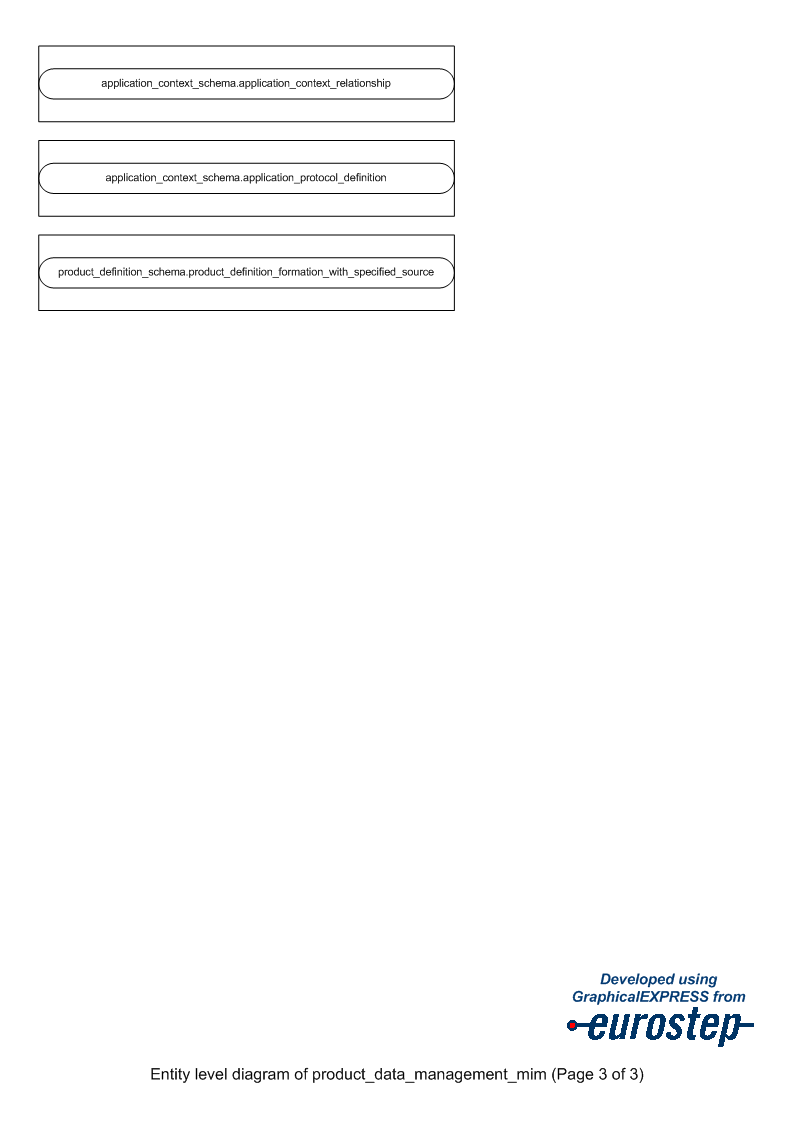 application_context_schema.application_context_relationship
application_context_schema.application_protocol_definition
product_definition_schema.product_definition_formation_with_specified_source
Developed using
GraphicalEXPRESS from
eurostep
Entity level diagram of product_data_management_mim (Page 3 of 3)